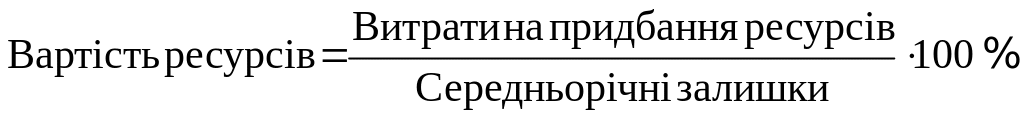 Вартість ресурсів = Витрати на придбання ресурсів / Середньорічні залишки · 100 %